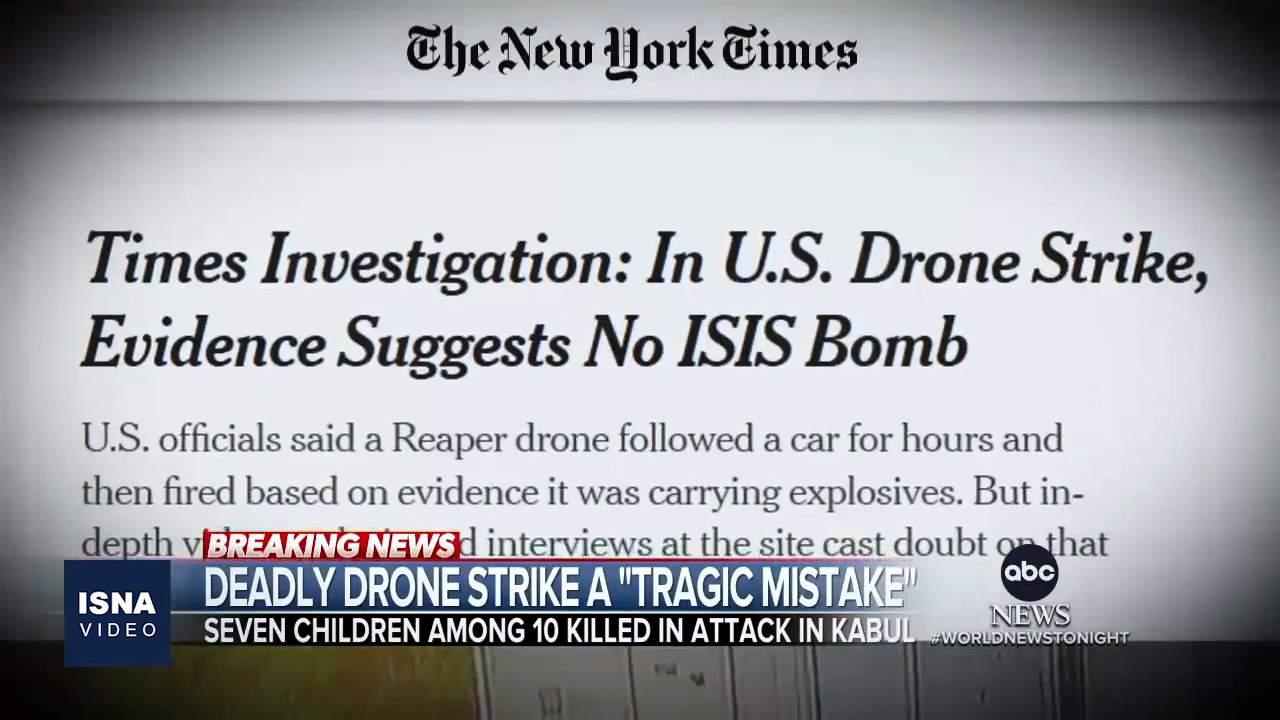 The New York Times
Times Investigation: In U.S. Drone Strike,
Evidence Suggests No ISIS Bomb
U.S. officials said a Reaper drone followed a car for hours and
then fired based on evidence it was carrying explosives. But in-
depth interviews at the site cast doubt on that
BREAKING NEWS
DEADLY DRONE STRIKE A "TRAGIC MISTAKE"
SEVEN CHILDREN AMONG 10 KILLED IN ATTACK IN KABUL
ISNA
VIDEO
abc
NEWS
#WORLDNEWSTONIGHT